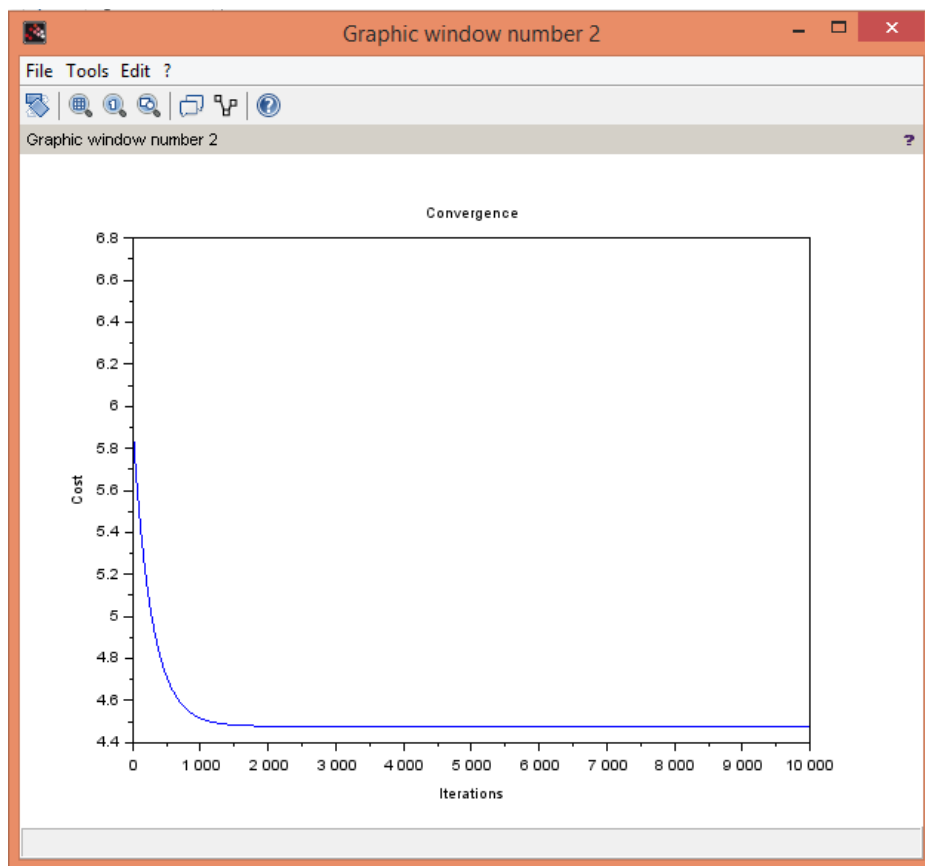 Graphic window number 2
File Tools Edit ?
Graphic window number 2 ?
Convergence
6.8
6.6
6.4
6.2
6
5.8
5.6
5.4
5.2
5
4.8
4.6
4.4
Cost
0 1 000 2 000 3 000 4 000 5 000 6 000 7 000 8 000 9 000 10 000
Iterations